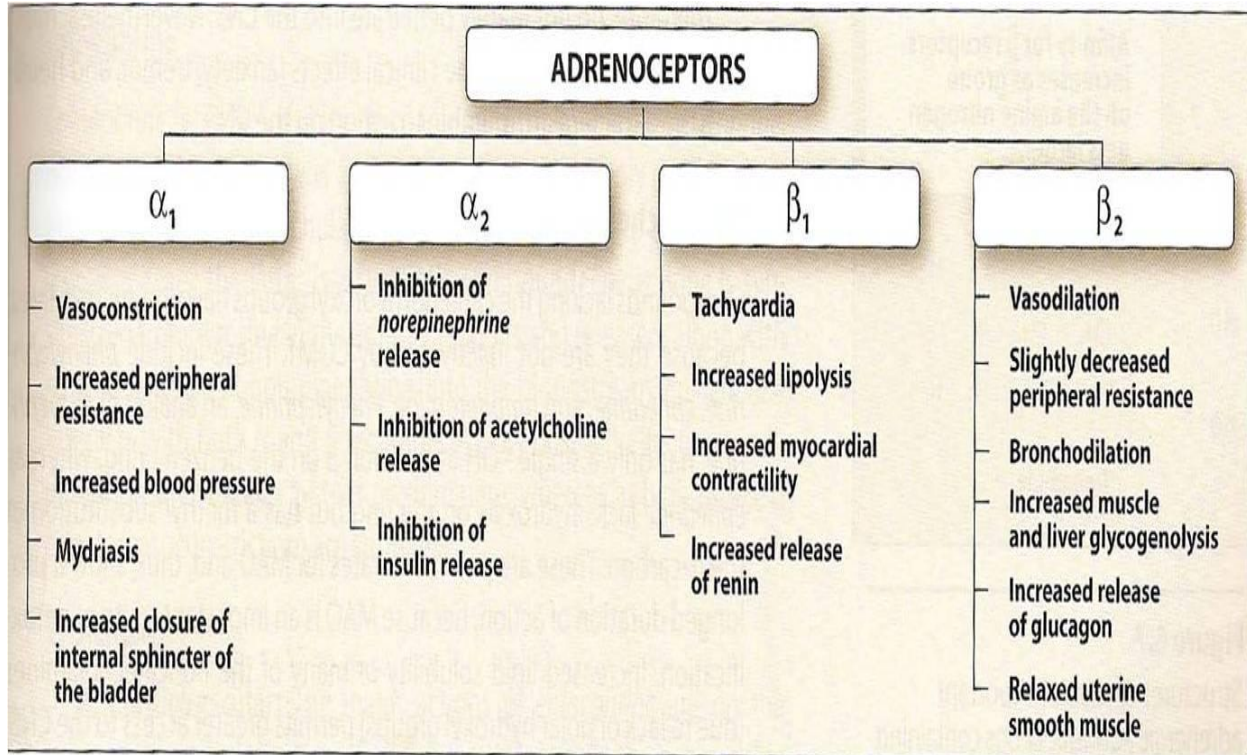 ADRENOCEPTORS
α₁
Vasoconstriction
Increased peripheral
resistance
Increased blood pressure
Mydriasis
Increased closure of
internal sphincter of
the bladder
α₂
Inhibition of
norepinephrine
release
Inhibition of acetylcholine
release
Inhibition of
insulin release
β₁
Tachycardia
Increased lipolysis
Increased myocardial
contractility
Increased release
of renin
β₂
Vasodilation
Slightly decreased
peripheral resistance
Bronchodilation
Increased muscle
and liver glycogenolysis
Increased release
of glucagon
Relaxed uterine
smooth muscle